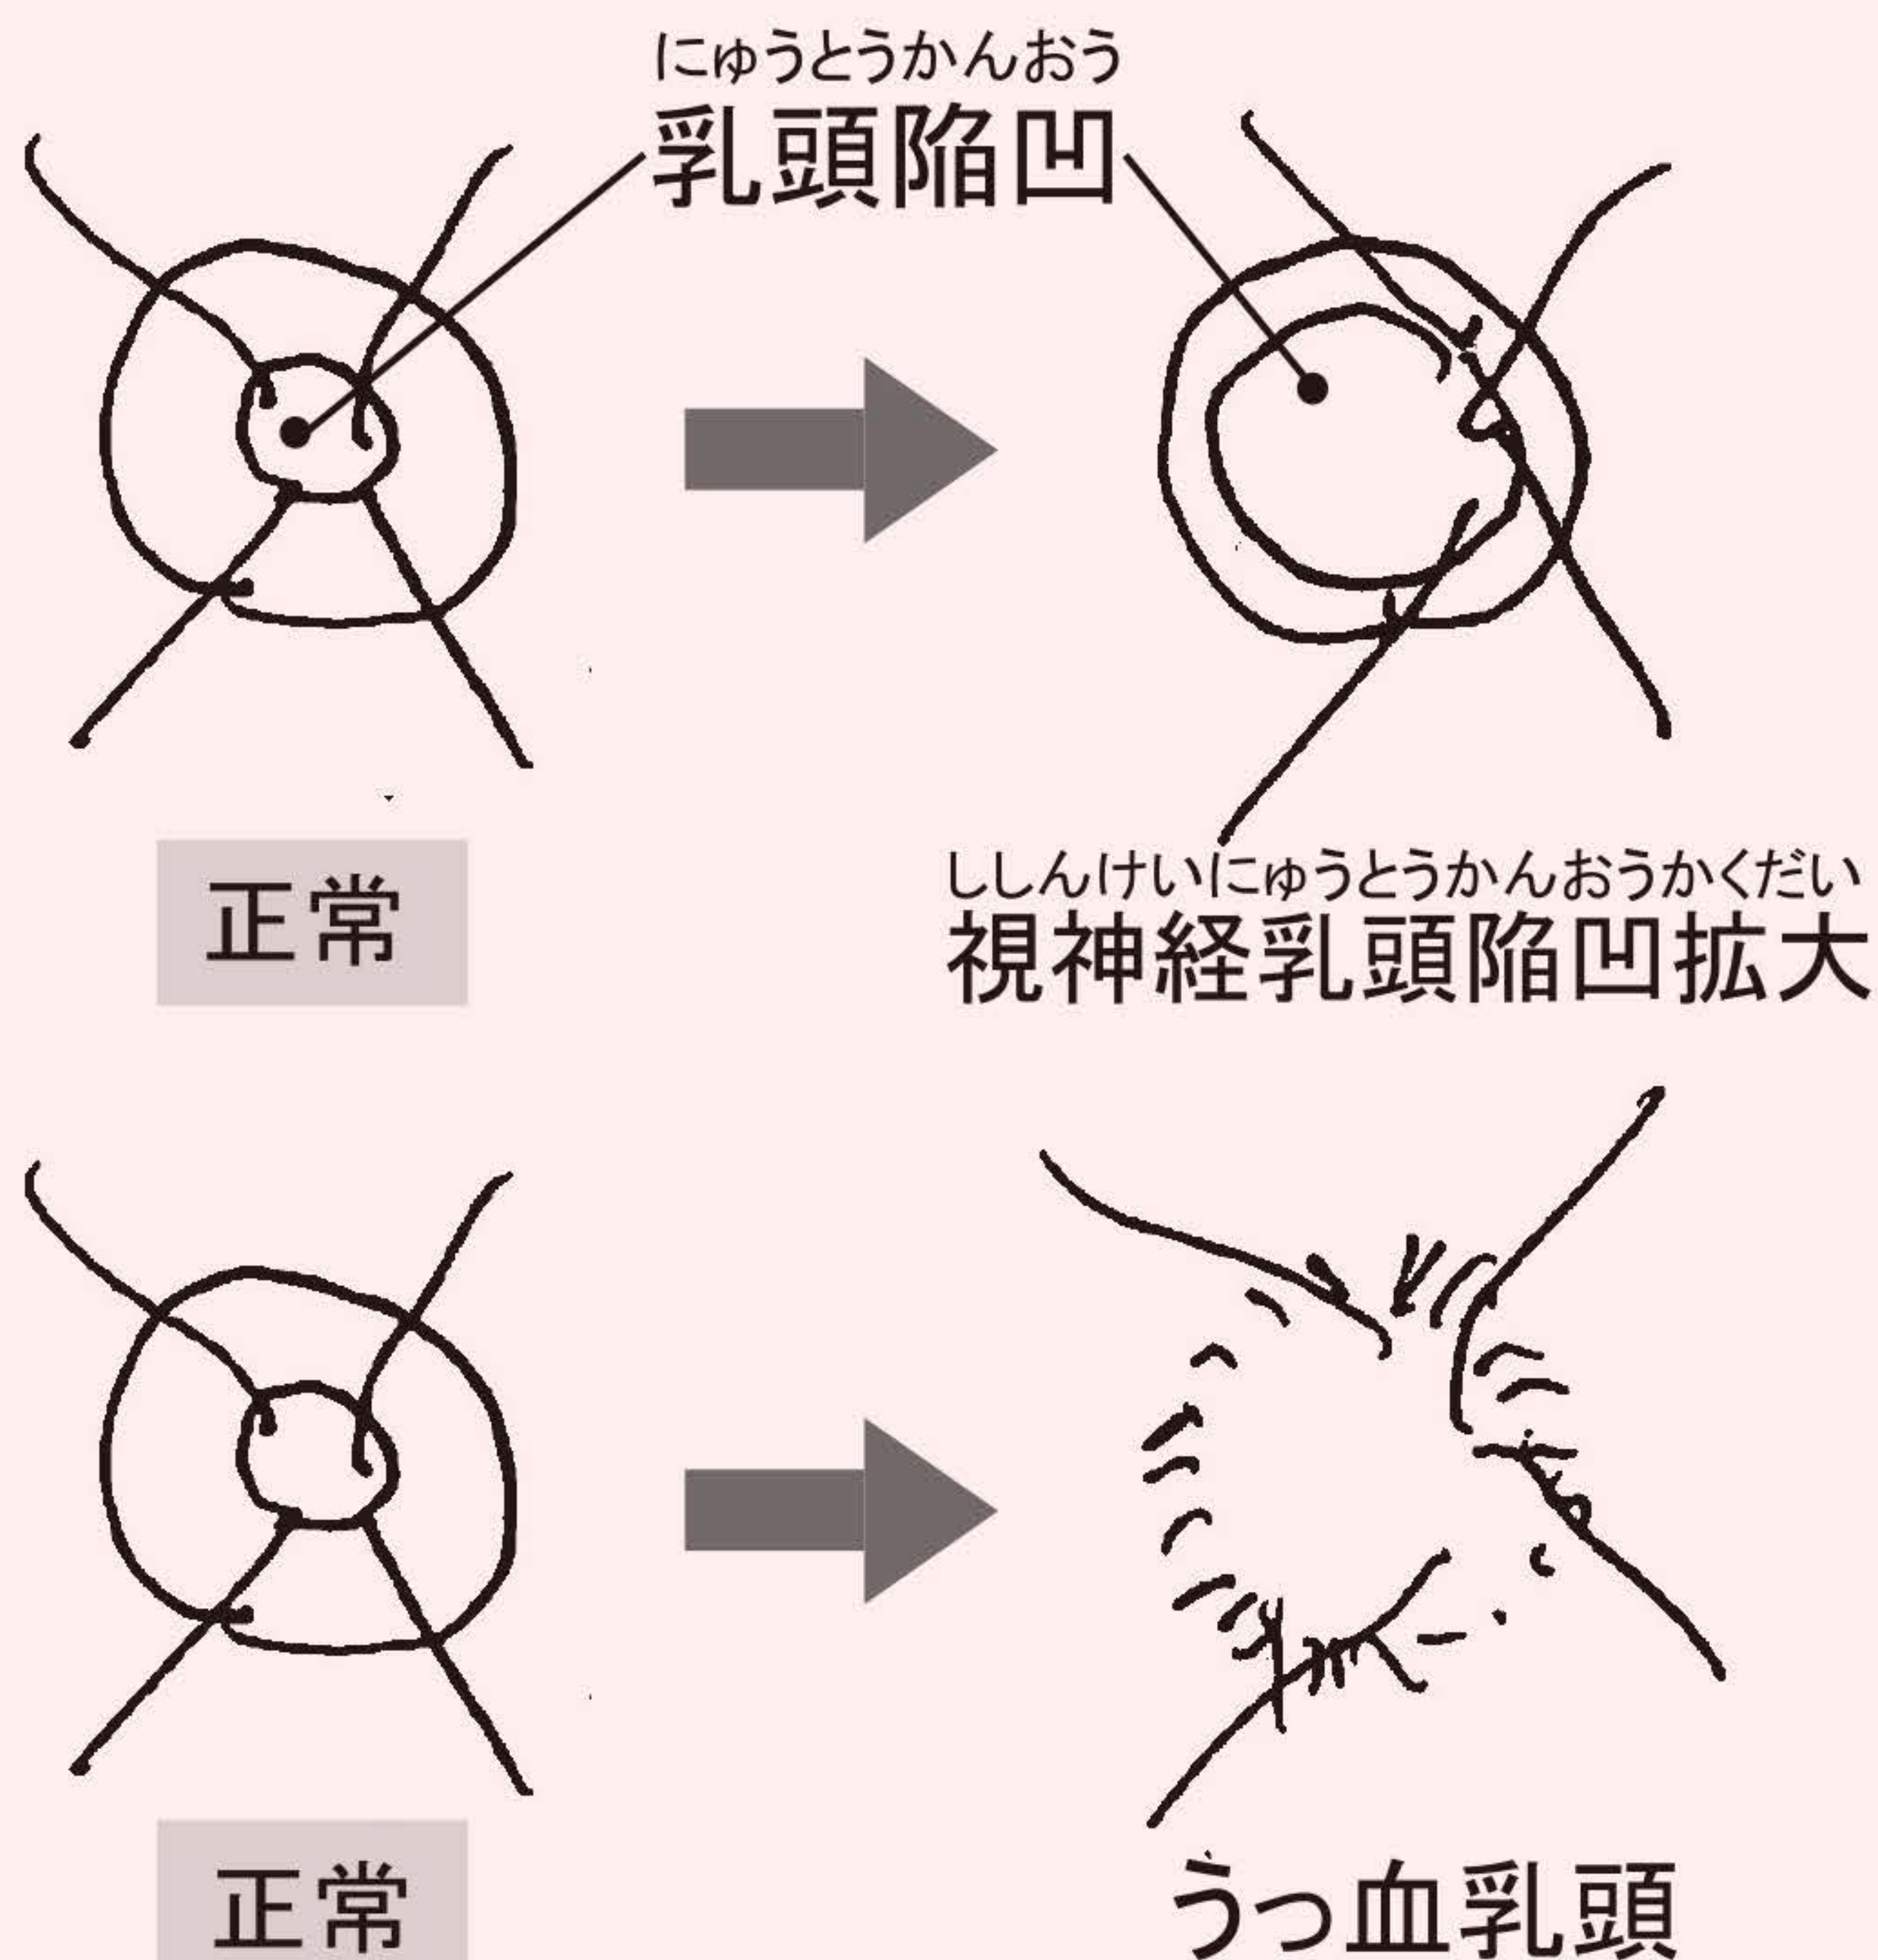 にゅうとうかんおう
乳頭陥凹
正常
ししんけいにゅうとうかんおうかくだい
視神経乳頭陥凹拡大
正常
うっ血乳頭